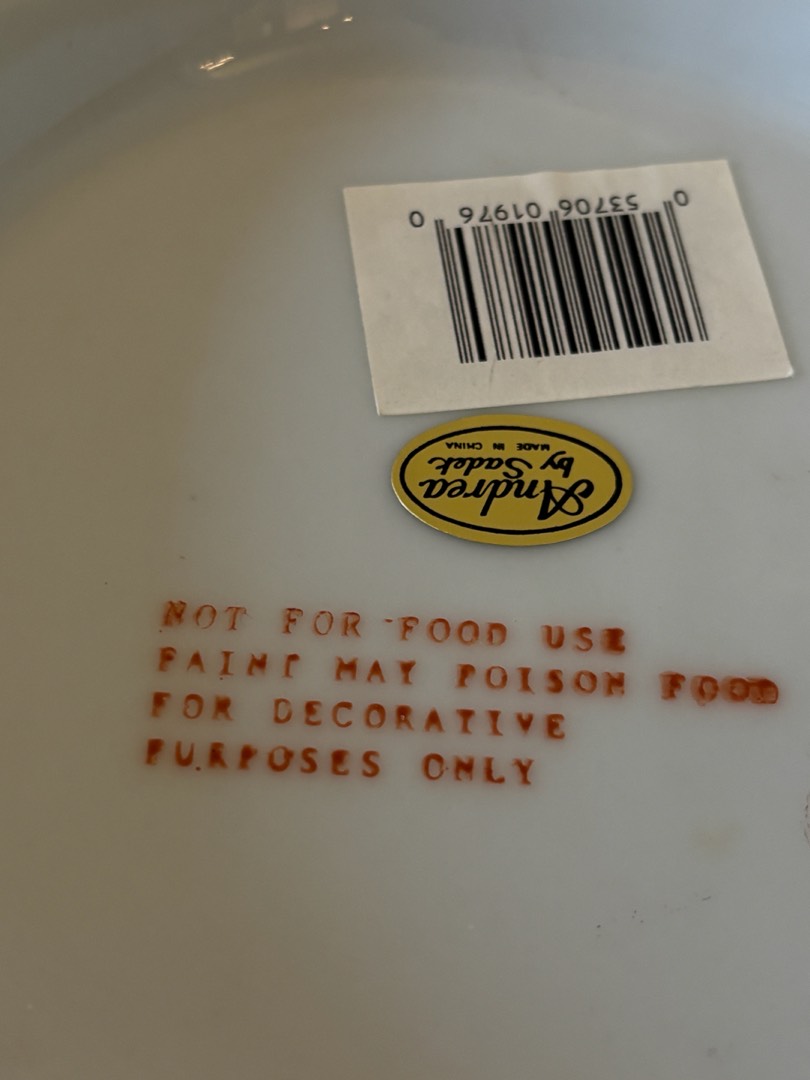 0 53706 01976 0
Andrea
by Sadek
MADE IN CHINA
NOT FOR FOOD USE
PAINT MAY POISON FOOD
FOR DECORATIVE
PURPOSES ONLY